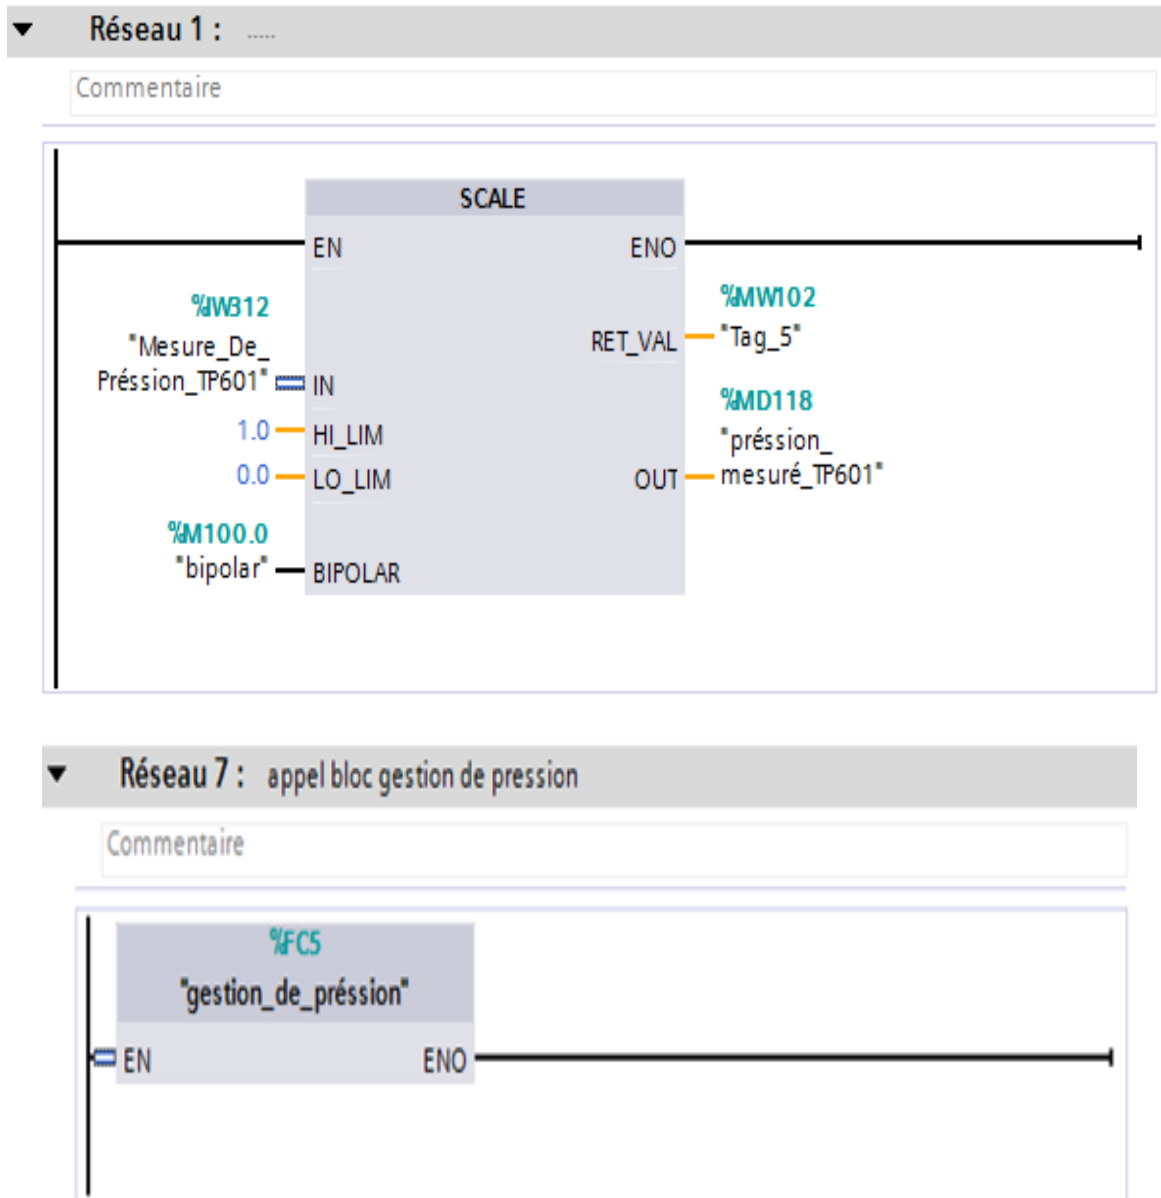 Réseau 1 : .....
Commentaire
SCALE
EN ENO
%IW312
"Mesure_De_
Préssion_TP601" IN
%MW102
RET_VAL "Tag_5"
1.0 HI_LIM
0.0 LO_LIM
%MD118
"préssion_
OUT mesuré_TP601"
%M100.0
"bipolar" BIPOLAR
Réseau 7 : appel bloc gestion de pression
Commentaire
%FC5
"gestion_de_préssion"
EN ENO